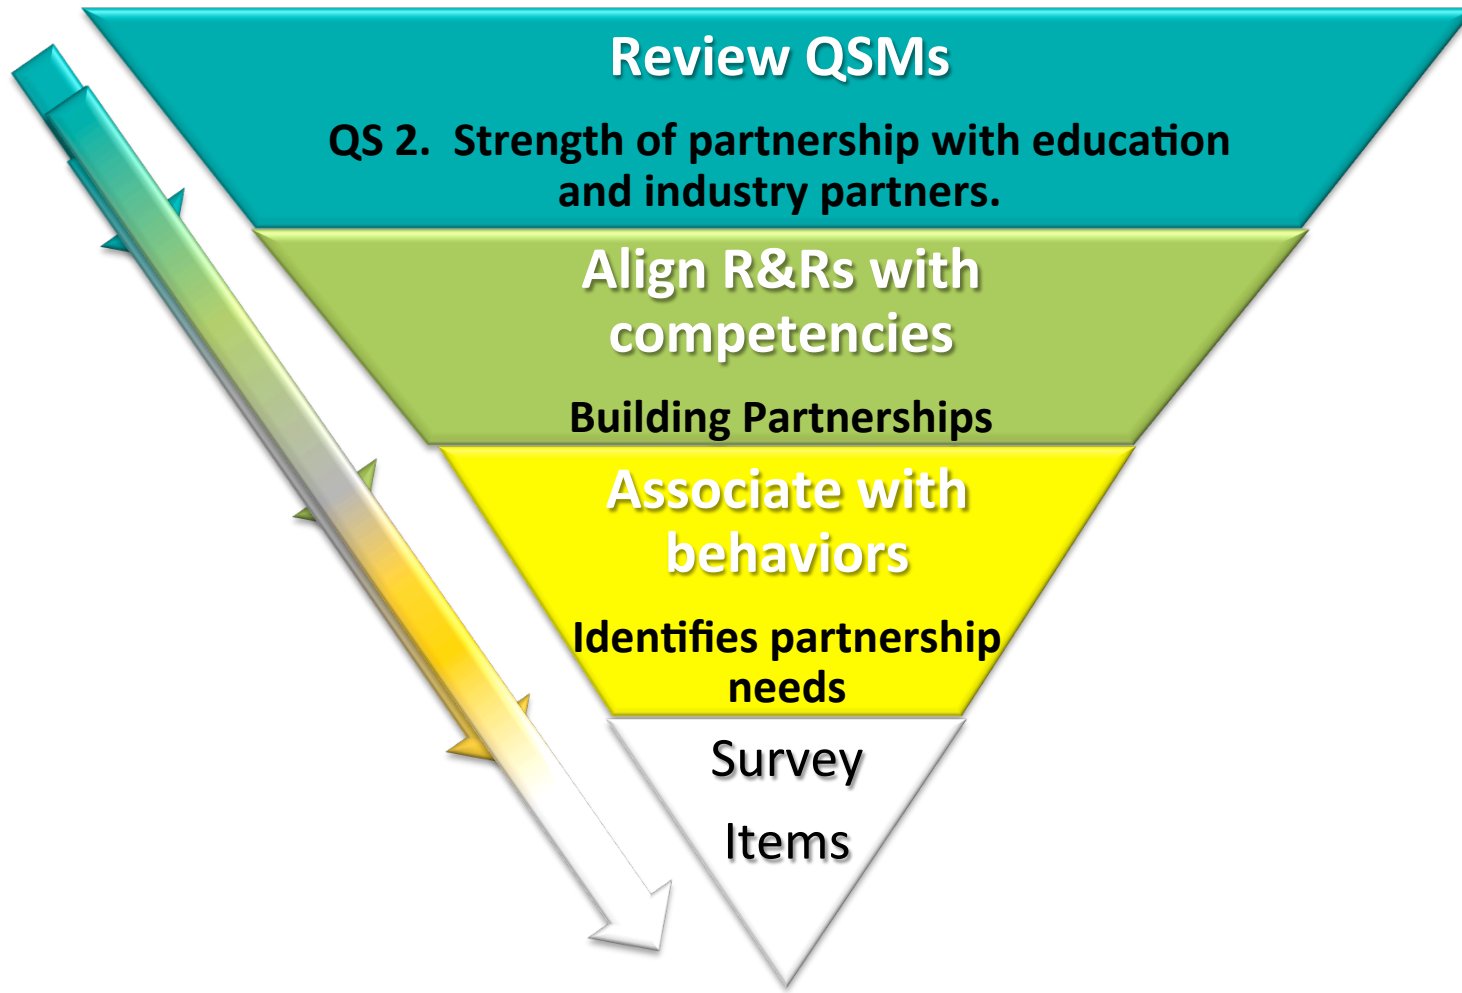 Review QSMs
QS 2.  Strength of partnership with education
and industry partners.
Align R&Rs with
competencies
Building Partnerships
Associate with
behaviors
Identifies partnership
needs
Survey
Items